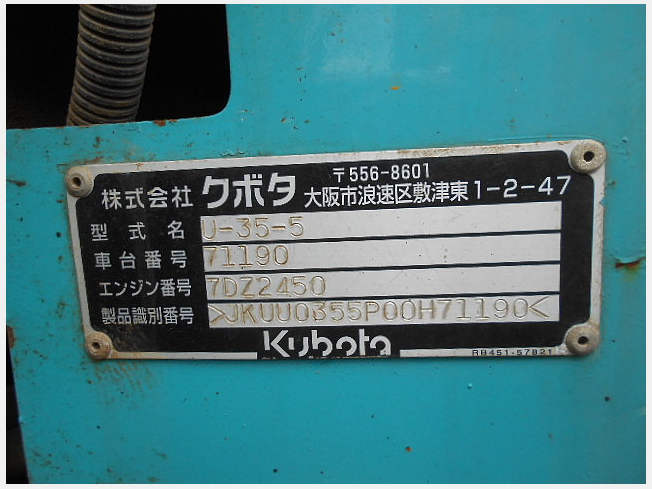 株式会社 クボタ 〒556-8601
大阪市浪速区敷津東1-2-47
型式名 U-35-5
車台番号 71190
エンジン番号 7DZ2450
製品識別番号 >JKUU0355P00H71190<
Kubota
RB451-57821